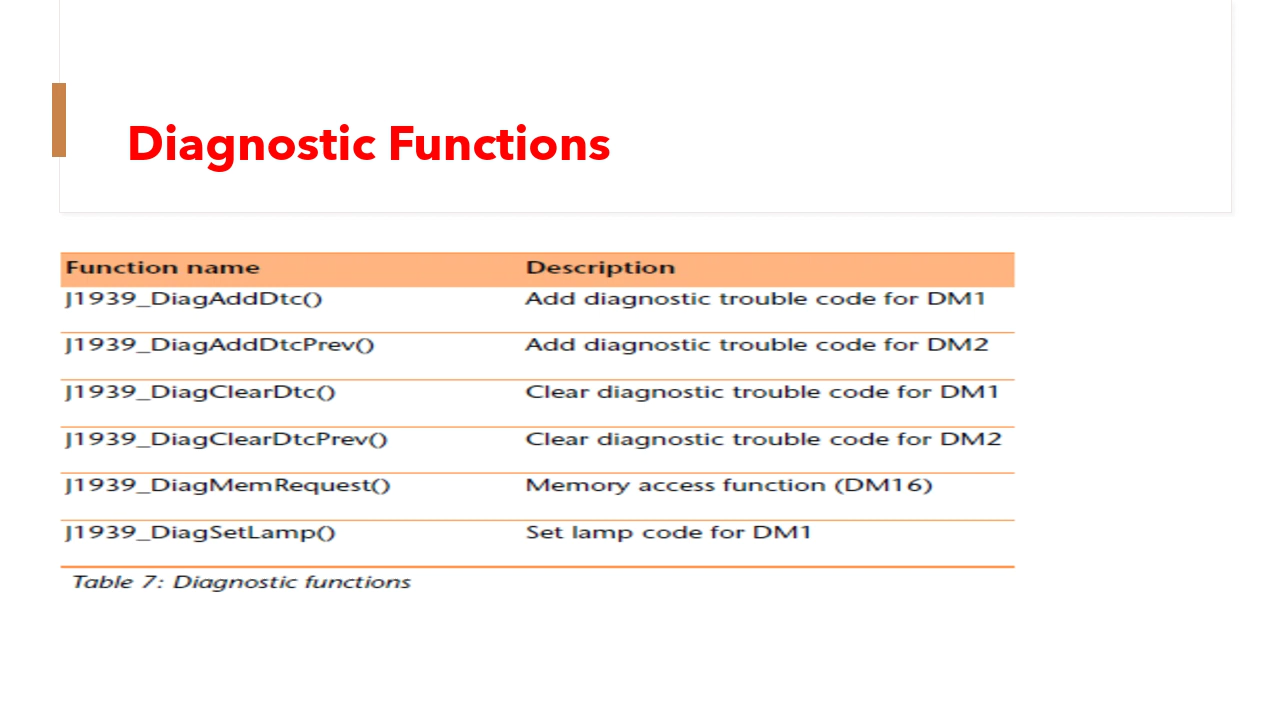 Diagnostic Functions
Function name Description
J1939_DiagAddDtc() Add diagnostic trouble code for DM1
J1939_DiagAddDtcPrev() Add diagnostic trouble code for DM2
J1939_DiagClearDtc() Clear diagnostic trouble code for DM1
J1939_DiagClearDtcPrev() Clear diagnostic trouble code for DM2
J1939_DiagMemRequest() Memory access function (DM16)
J1939_DiagSetLamp() Set lamp code for DM1
Table 7: Diagnostic functions